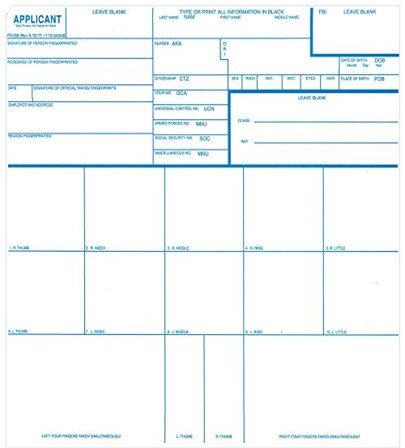 APPLICANT
LEAVE BLANK
TYPE OR PRINT ALL INFORMATION IN BLACK
LAST NAME NAM FIRST NAME MIDDLE NAME
FBI
LEAVE BLANK
SIGNATURE OF PERSON FINGERPRINTED
ALIASES AKA
O
R
I
RESIDENCE OF PERSON FINGERPRINTED
DATE OF BIRTH DOB
Month Day Year
CITIZENSHIP CTZ
SEX
RACE
HGT.
WGT.
EYES
HAIR
PLACE OF BIRTH POB
DATE
SIGNATURE OF OFFICIAL TAKING FINGERPRINTS
YOUR NO. OCA
LEAVE BLANK
EMPLOYER AND ADDRESS
UNIVERSAL CONTROL NO. UCN
CLASS
ARMED FORCES NO. MNU
REASON FINGERPRINTED
SOCIAL SECURITY NO. SOC
REF.
MISCELLANEOUS NO. MNU
1. R. THUMB
2. R. INDEX
3. R. MIDDLE
4. R. RING
5. R. LITTLE
6. L. THUMB
7. L. INDEX
8. L. MIDDLE
9. L. RING
10. L. LITTLE
LEFT FOUR FINGERS TAKEN SIMULTANEOUSLY
L. THUMB
R. THUMB
RIGHT FOUR FINGERS TAKEN SIMULTANEOUSLY